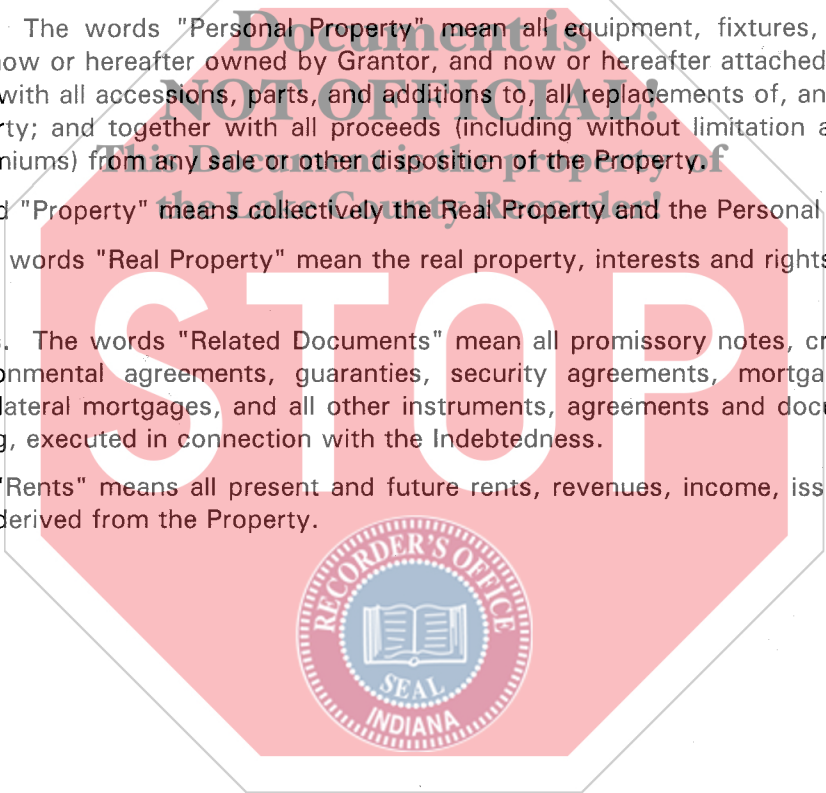 Document is
The words "Personal Property" mean all equipment, fixtures,
now or hereafter owned by Grantor, and now or hereafter attached
NOT OFFICIAL!
with all accessions, parts, and additions to, all replacements of, an
rty; and together with all proceeds (including without limitation a
This Document is the property of
miums) from any sale or other disposition of the Property.
the Lake County Recorder!
d "Property" means collectively the Real Property and the Personal
words "Real Property" mean the real property, interests and rights
STOP
s. The words "Related Documents" mean all promissory notes, cr
onmental agreements, guaranties, security agreements, mortga
lateral mortgages, and all other instruments, agreements and docu
g, executed in connection with the Indebtedness.
"Rents" means all present and future rents, revenues, income, iss
derived from the Property.
RECORDER'S OFFICE
SEAL
INDIANA